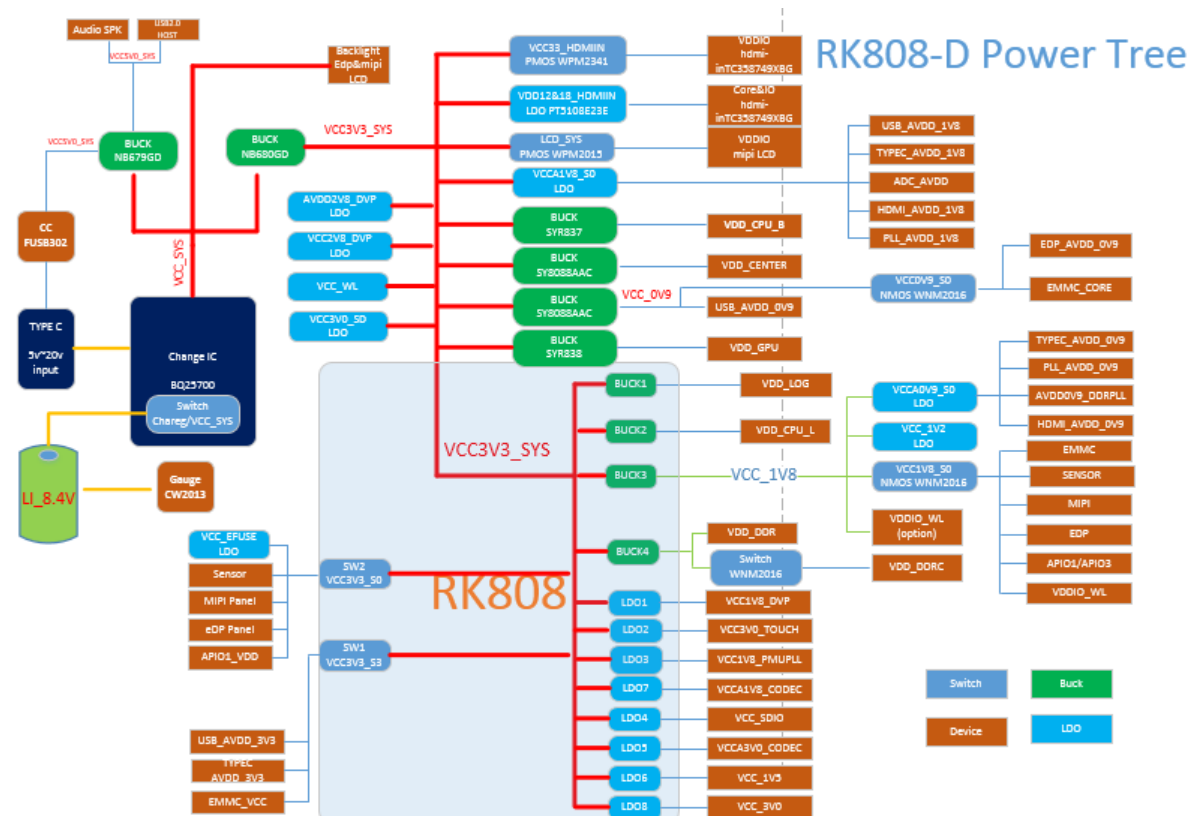 RK808-D Power Tree
Audio SPK
USB2.0
HOST
VCC5V0_SYS
VCC5V0_SYS
BUCK
NB679GD
BUCK
NB680GD
VCC3V3_SYS
Backlight
Edp&mipi
LCD
CC
FUSB302
VCC_SYS
TYPE C
5v~20v
input
Change IC
BQ25700
Switch
Chareg/VCC_SYS
LI_8.4V
Gauge
CW2013
AVDD2V8_DVP
LDO
VCC2V8_DVP
LDO
VCC_WL
VCC3V0_SD
LDO
VCC33_HDMIIN
PMOS WPM2341
VDDIO
hdmi-
inTC358749XBG
VDD12&18_HDMIIN
LDO PT5108E23E
Core&IO
hdmi-
inTC358749XBG
LCD_SYS
PMOS WPM2015
VDDIO
mipi LCD
VCCA1V8_S0
LDO
USB_AVDD_1V8
TYPEC_AVDD_1V8
ADC_AVDD
HDMI_AVDD_1V8
PLL_AVDD_1V8
BUCK
SYR837
VDD_CPU_B
BUCK
SY8088AAC
VDD_CENTER
BUCK
SY8088AAC
VCC_0V9
USB_AVDD_0V9
VCC0V9_S0
NMOS WNM2016
EDP_AVDD_0V9
EMMC_CORE
BUCK
SYR838
VDD_GPU
VCC3V3_SYS
RK808
BUCK1
VDD_LOG
BUCK2
VDD_CPU_L
BUCK3
VCC_1V8
VCCA0V9_S0
LDO
TYPEC_AVDD_0V9
PLL_AVDD_0V9
AVDD0V9_DDRPLL
HDMI_AVDD_0V9
VCC_1V2
LDO
VCC1V8_S0
NMOS WNM2016
EMMC
SENSOR
MIPI
EDP
APIO1/APIO3
VDDIO_WL
VDDIO_WL
(option)
BUCK4
VDD_DDR
Switch
WNM2016
VDD_DDRC
LDO1
VCC1V8_DVP
LDO2
VCC3V0_TOUCH
LDO3
VCC1V8_PMUPLL
LDO7
VCCA1V8_CODEC
LDO4
VCC_SDIO
LDO5
VCCA3V0_CODEC
LDO6
VCC_1V5
LDO8
VCC_3V0
SW2
VCC3V3_S0
VCC_EFUSE
LDO
Sensor
MIPI Panel
eDP Panel
APIO1_VDD
SW1
VCC3V3_S3
USB_AVDD_3V3
TYPEC
AVDD_3V3
EMMC_VCC
Switch
Buck
Device
LDO